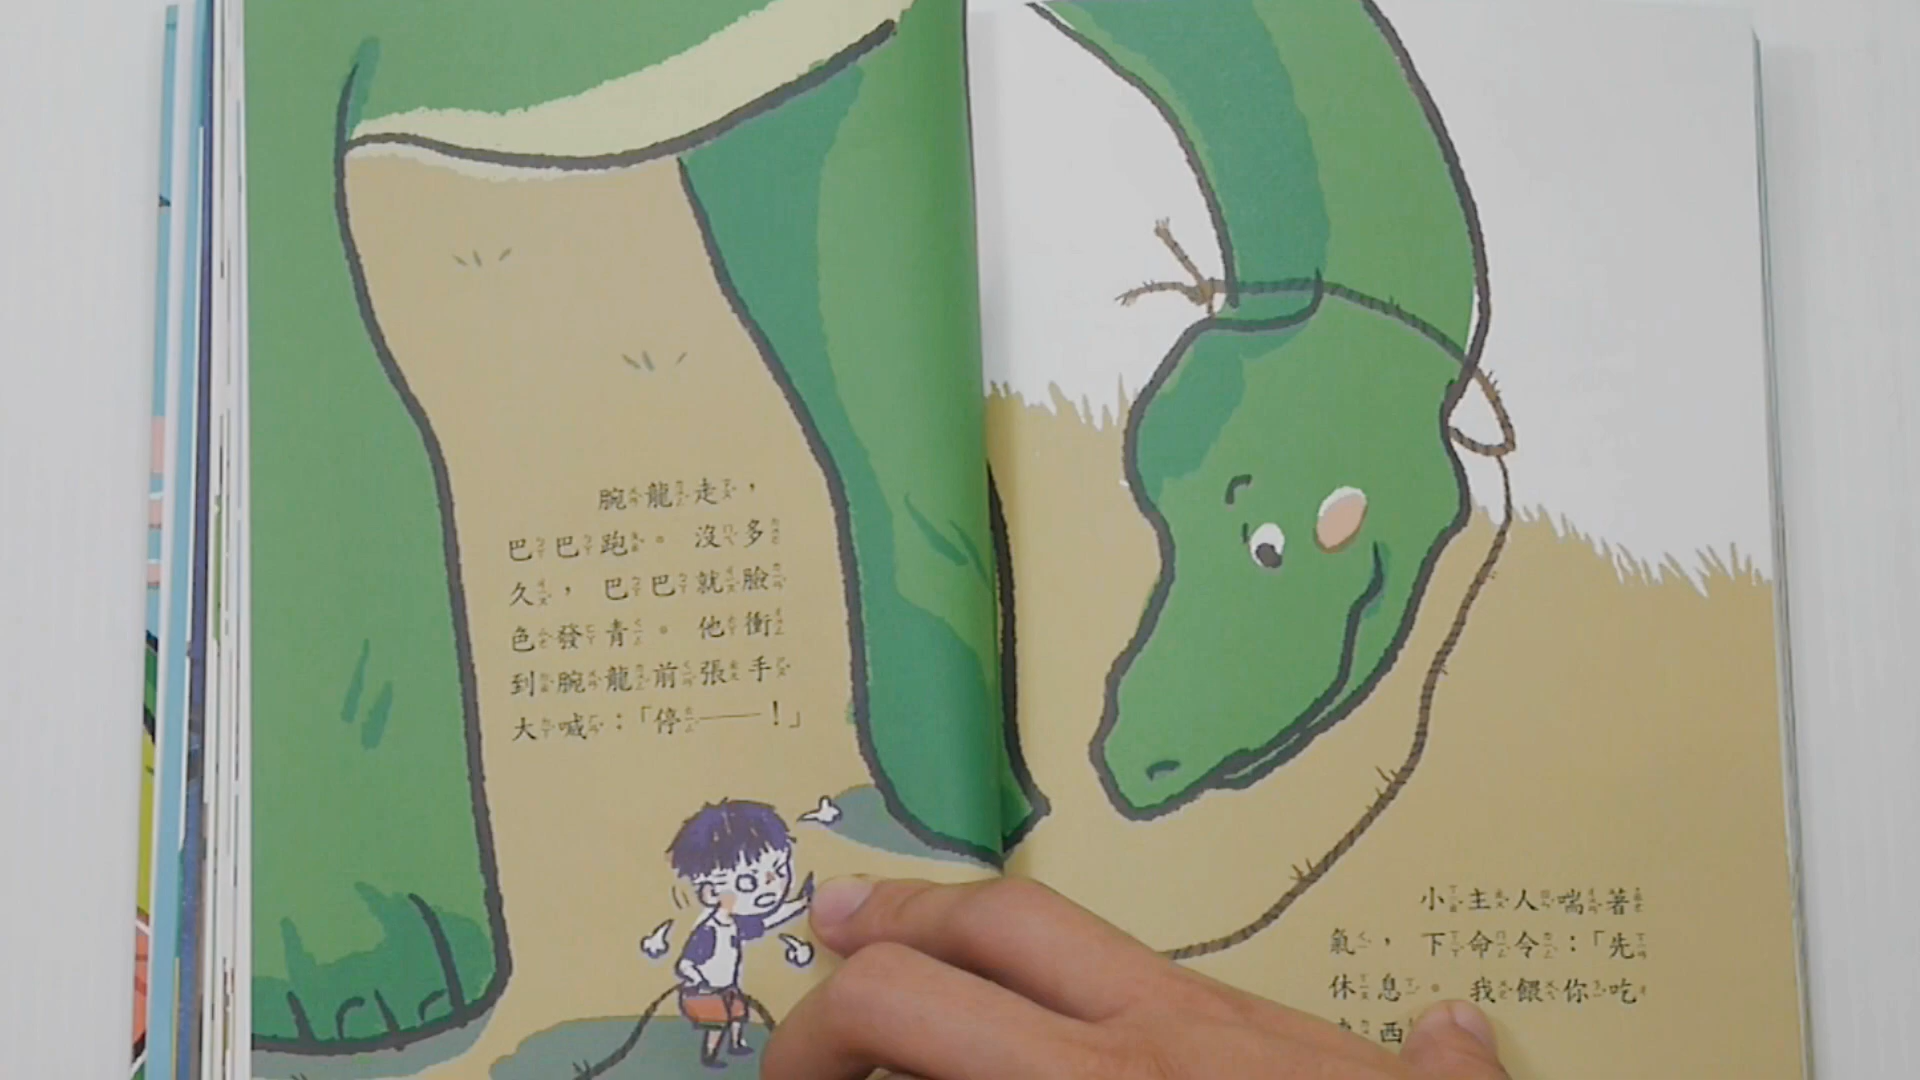 腕龍走，
巴巴跑。沒多
久，巴巴就臉
色發青。他衝
到腕龍前張手
大喊：「停——！」
小主人喘著
氣，下命令：「先
休息。我餵你吃
西